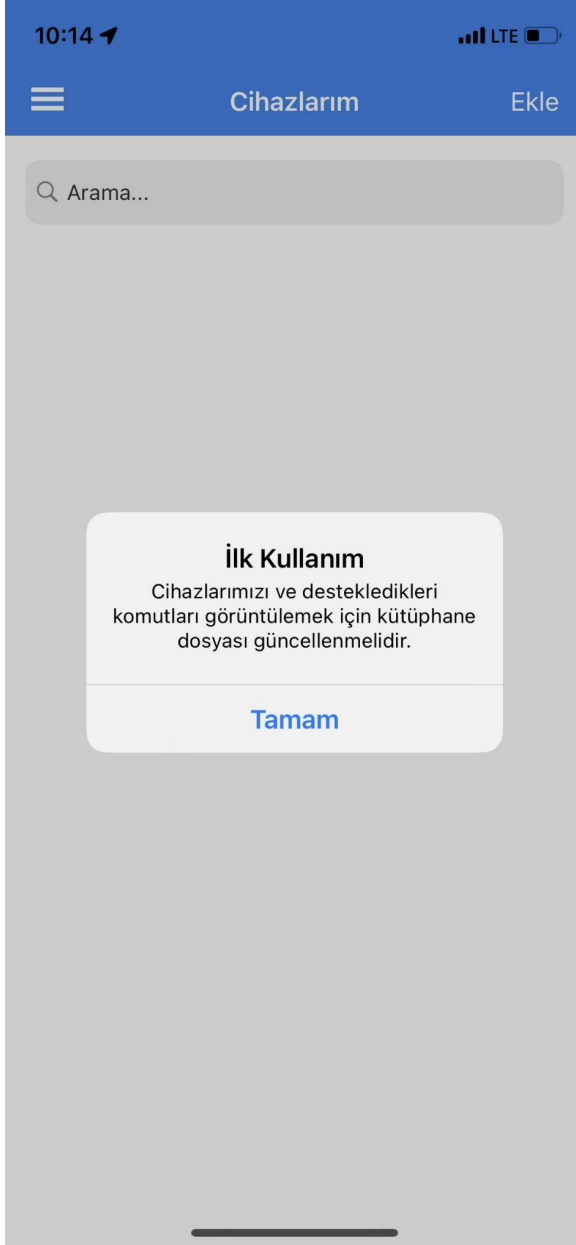 10:14
LTE
Cihazlarım
Ekle
Arama...
İlk Kullanım
Cihazlarımızı ve destekledikleri
komutları görüntülemek için kütüphane
dosyası güncellenmelidir.
Tamam